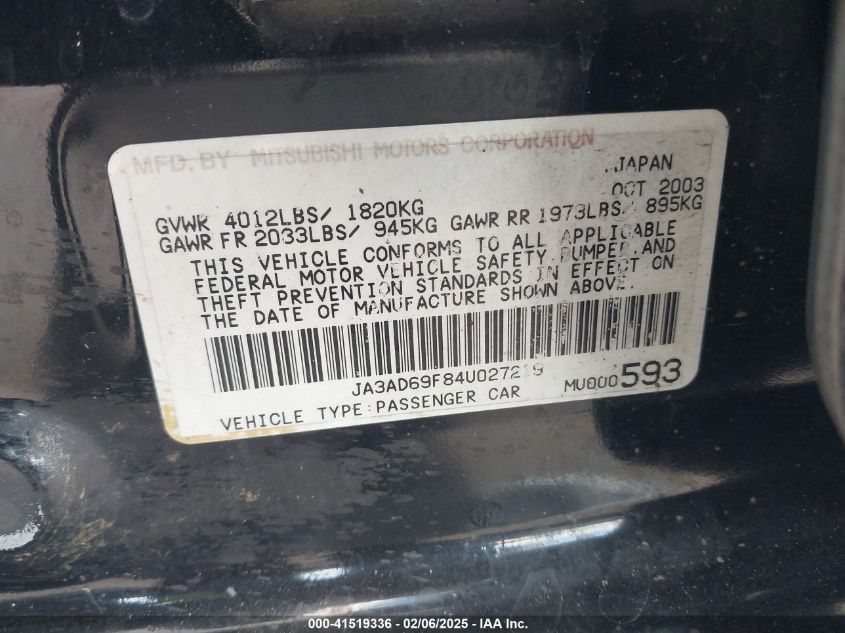 MFD. BY MITSUBISHI MOTORS CORPORATION
JAPAN
OCT 2003
GVWR 4012LBS/ 1820KG
GAWR FR 2033LBS/ 945KG GAWR RR 1973LBS/ 895KG
THIS VEHICLE CONFORMS TO ALL APPLICABLE
FEDERAL MOTOR VEHICLE SAFETY, BUMPER AND
THEFT PREVENTION STANDARDS IN EFFECT ON
THE DATE OF MANUFACTURE SHOWN ABOVE.
JA3AD69F84U027219 MU000593
VEHICLE TYPE:PASSENGER CAR
000-41519336 - 02/06/2025 - IAA Inc.